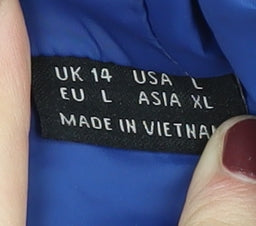 UK 14 USA L
EU L ASIA XL
MADE IN VIETNA